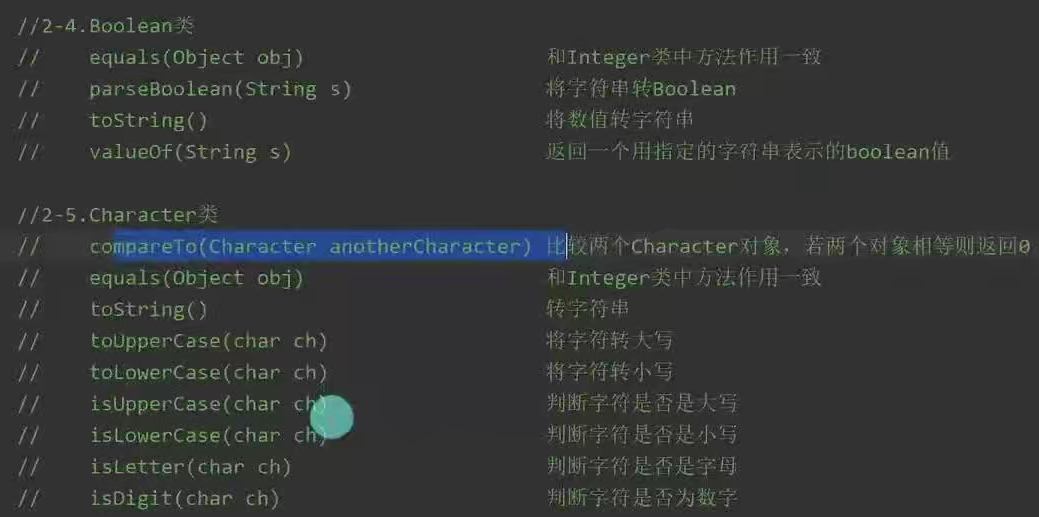 //2-4.Boolean类
// equals(Object obj) 和Integer类中方法作用一致
// parseBoolean(String s) 将字符串转Boolean
// toString() 将数值转字符串
// valueOf(String s) 返回一个用指定的字符串表示的boolean值
//2-5.Character类
// compareTo(Character anotherCharacter) 比较两个Character对象，若两个对象相等则返回0
// equals(Object obj) 和Integer类中方法作用一致
// toString() 转字符串
// toUpperCase(char ch) 将字符转大写
// toLowerCase(char ch) 将字符转小写
// isUpperCase(char ch) 判断字符是否是大写
// isLowerCase(char ch) 判断字符是否是小写
// isLetter(char ch) 判断字符是否是字母
// isDigit(char ch) 判断字符是否为数字